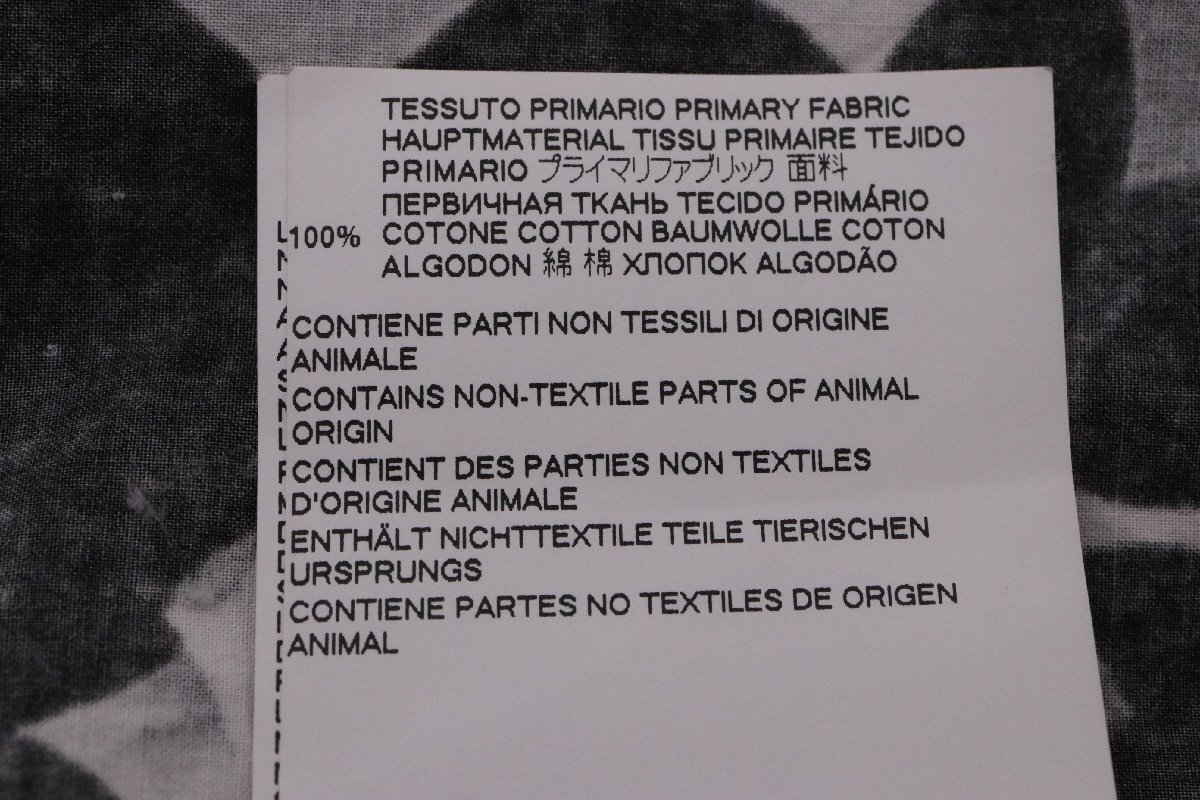 TESSUTO PRIMARIO PRIMARY FABRIC
HAUPTMATERIAL TISSU PRIMAIRE TEJIDO
PRIMARIO プライマリファブリック 面料
ПЕРВИЧНАЯ ТКАНЬ TECIDO PRIMÁRIO
100% COTONE COTTON BAUMWOLLE COTON
ALGODON 綿 棉 ХЛОПОК ALGODÃO
CONTIENE PARTI NON TESSILI DI ORIGINE
ANIMALE
CONTAINS NON-TEXTILE PARTS OF ANIMAL
ORIGIN
CONTIENT DES PARTIES NON TEXTILES
D'ORIGINE ANIMALE
ENTHÄLT NICHTTEXTILE TEILE TIERISCHEN
URSPRUNGS
CONTIENE PARTES NO TEXTILES DE ORIGEN
ANIMAL